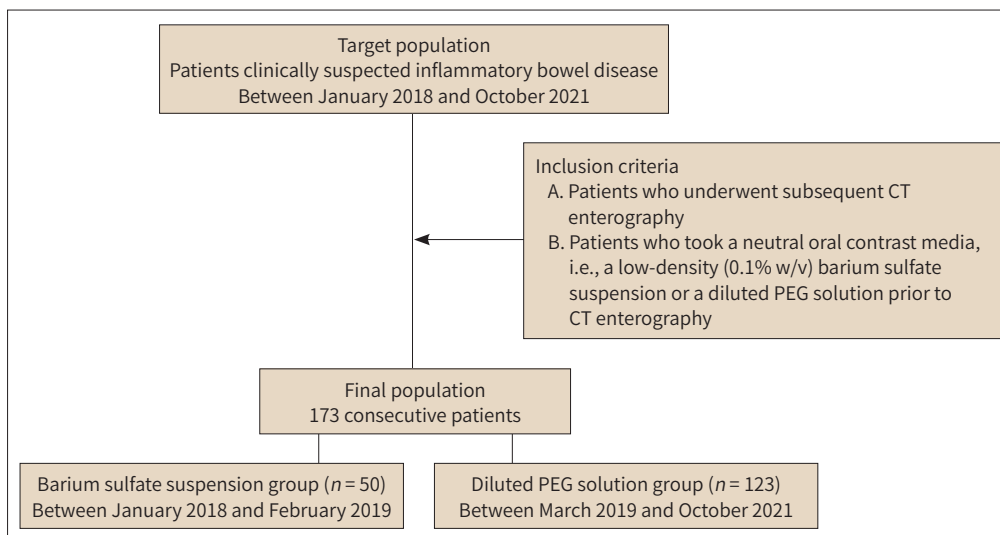 Target population
Patients clinically suspected inflammatory bowel disease
Between January 2018 and October 2021
Inclusion criteria
A. Patients who underwent subsequent CT
enterography
B. Patients who took a neutral oral contrast media,
i.e., a low-density (0.1% w/v) barium sulfate
suspension or a diluted PEG solution prior to
CT enterography
Final population
173 consecutive patients
Barium sulfate suspension group (n = 50)
Between January 2018 and February 2019
Diluted PEG solution group (n = 123)
Between March 2019 and October 2021